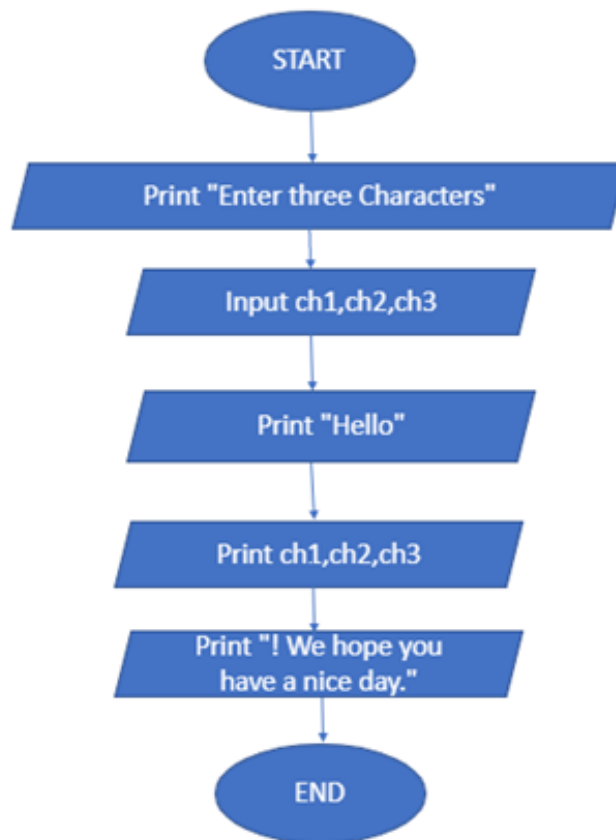 START
Print "Enter three Characters"
Input ch1,ch2,ch3
Print "Hello"
Print ch1,ch2,ch3
Print "! We hope you
have a nice day."
END